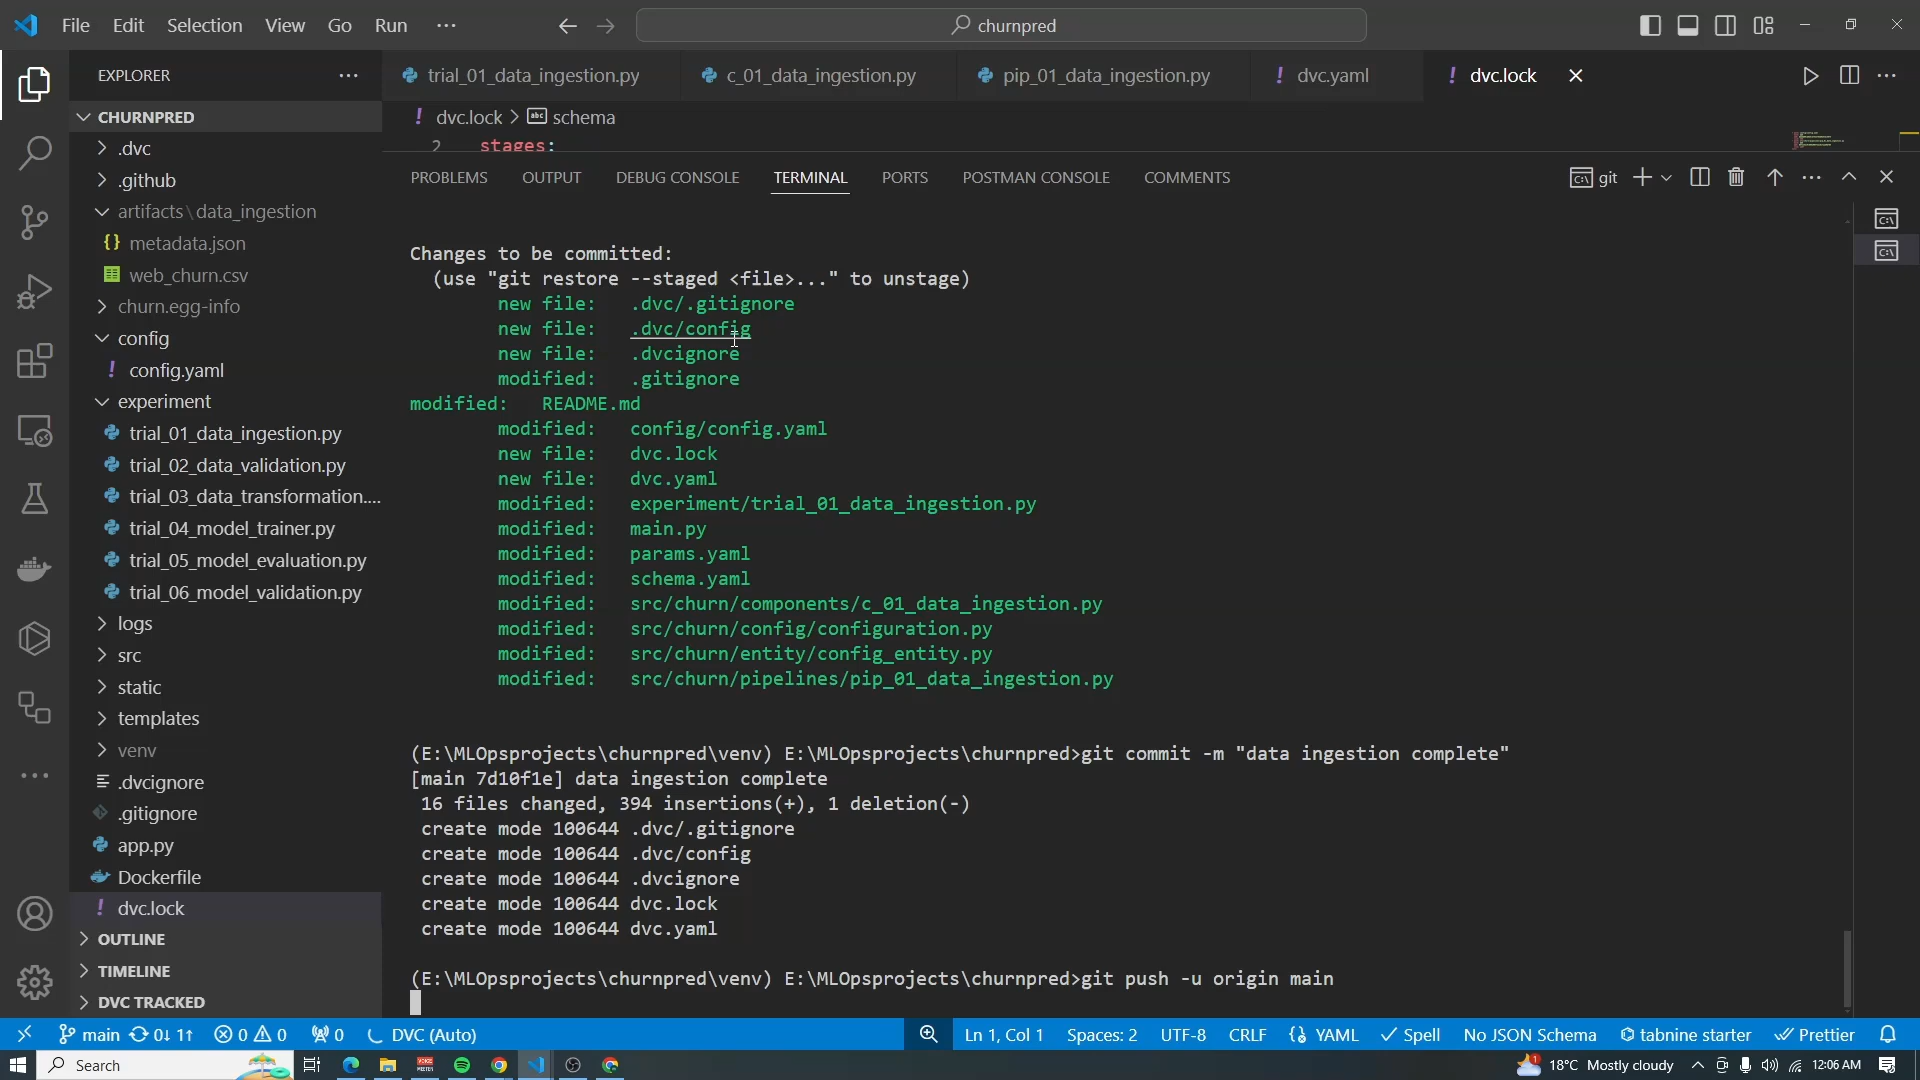 File Edit Selection View Go Run ...
churnpred
EXPLORER
trial_01_data_ingestion.py
c_01_data_ingestion.py
pip_01_data_ingestion.py
! dvc.yaml
! dvc.lock
CHURNPRED
! dvc.lock > abc schema
2 stages:
.dvc
.github
artifacts\data_ingestion
{} metadata.json
web_churn.csv
churn.egg-info
config
! config.yaml
experiment
trial_01_data_ingestion.py
trial_02_data_validation.py
trial_03_data_transformation....
trial_04_model_trainer.py
trial_05_model_evaluation.py
trial_06_model_validation.py
logs
src
static
templates
venv
.dvcignore
.gitignore
app.py
Dockerfile
! dvc.lock
OUTLINE
TIMELINE
DVC TRACKED
PROBLEMS OUTPUT DEBUG CONSOLE TERMINAL PORTS POSTMAN CONSOLE COMMENTS
git
Changes to be committed:
(use "git restore --staged <file>..." to unstage)
new file: .dvc/.gitignore
new file: .dvc/config
new file: .dvcignore
modified: .gitignore
modified: README.md
modified: config/config.yaml
new file: dvc.lock
new file: dvc.yaml
modified: experiment/trial_01_data_ingestion.py
modified: main.py
modified: params.yaml
modified: schema.yaml
modified: src/churn/components/c_01_data_ingestion.py
modified: src/churn/config/configuration.py
modified: src/churn/entity/config_entity.py
modified: src/churn/pipelines/pip_01_data_ingestion.py
(E:\MLOpsprojects\churnpred\venv) E:\MLOpsprojects\churnpred>git commit -m "data ingestion complete"
[main 7d10f1e] data ingestion complete
16 files changed, 394 insertions(+), 1 deletion(-)
create mode 100644 .dvc/.gitignore
create mode 100644 .dvc/config
create mode 100644 .dvcignore
create mode 100644 dvc.lock
create mode 100644 dvc.yaml
(E:\MLOpsprojects\churnpred\venv) E:\MLOpsprojects\churnpred>git push -u origin main
main 0↓ 1↑ 0 0 0 DVC (Auto) Ln 1, Col 1 Spaces: 2 UTF-8 CRLF {} YAML Spell No JSON Schema tabnine starter Prettier
Search
1 18°C Mostly cloudy 12:06 AM